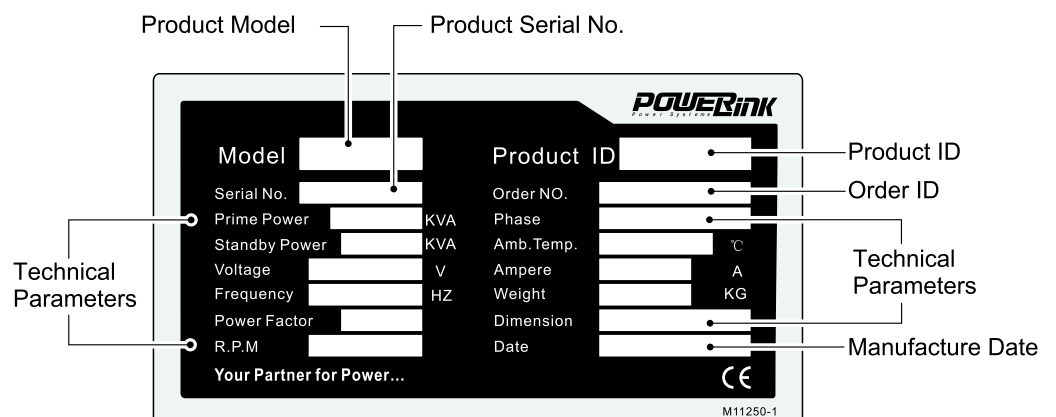 Product Model
Product Serial No.
POWERinK
Power Systems
Model
Product ID
Product ID
Serial No.
Order NO.
Order ID
Prime Power KVA
Phase
Standby Power KVA
Amb.Temp. ℃
Voltage V
Ampere A
Frequency HZ
Weight KG
Power Factor
Dimension
R.P.M
Date
Technical
Parameters
Technical
Parameters
Manufacture Date
Your Partner for Power...
CE
M11250-1